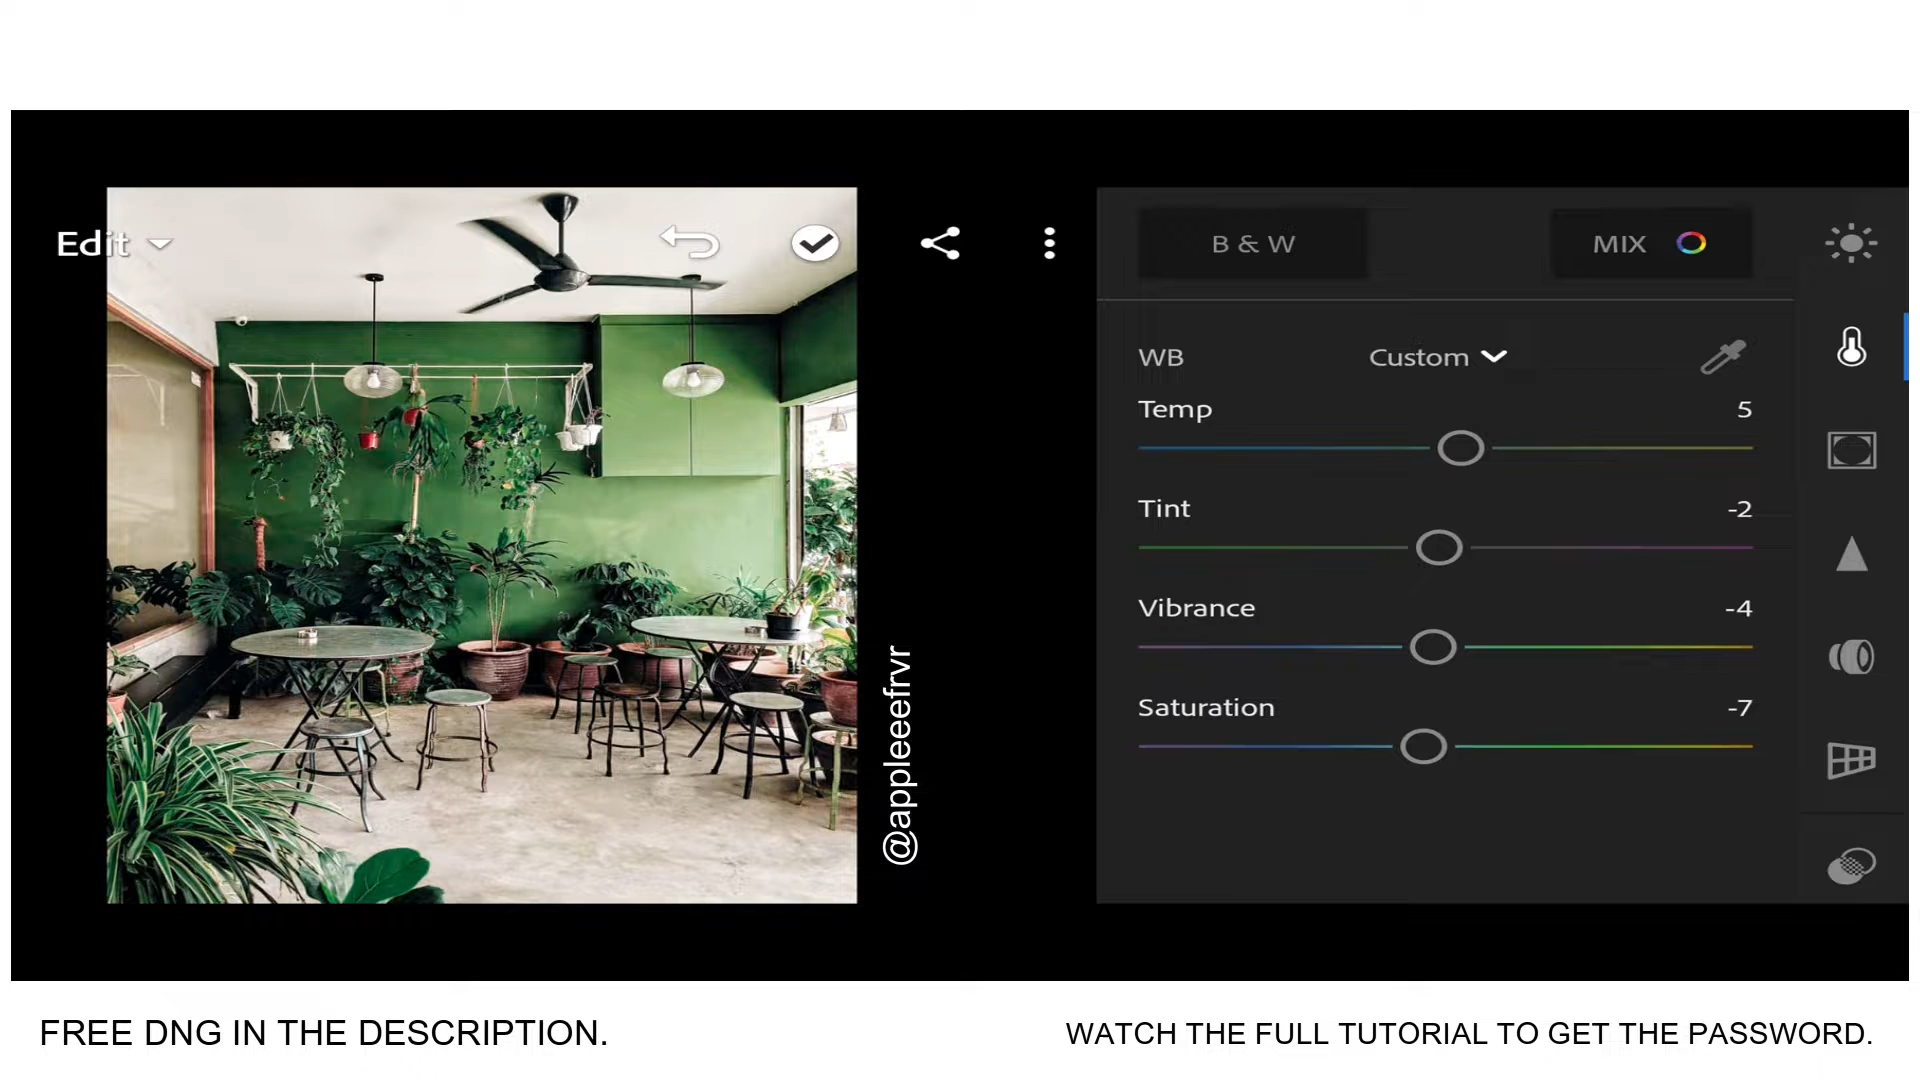 Edit
B & W
MIX
WB
Custom
Temp
5
Tint
-2
Vibrance
-4
Saturation
-7
@appleeefrvr
FREE DNG IN THE DESCRIPTION.
WATCH THE FULL TUTORIAL TO GET THE PASSWORD.